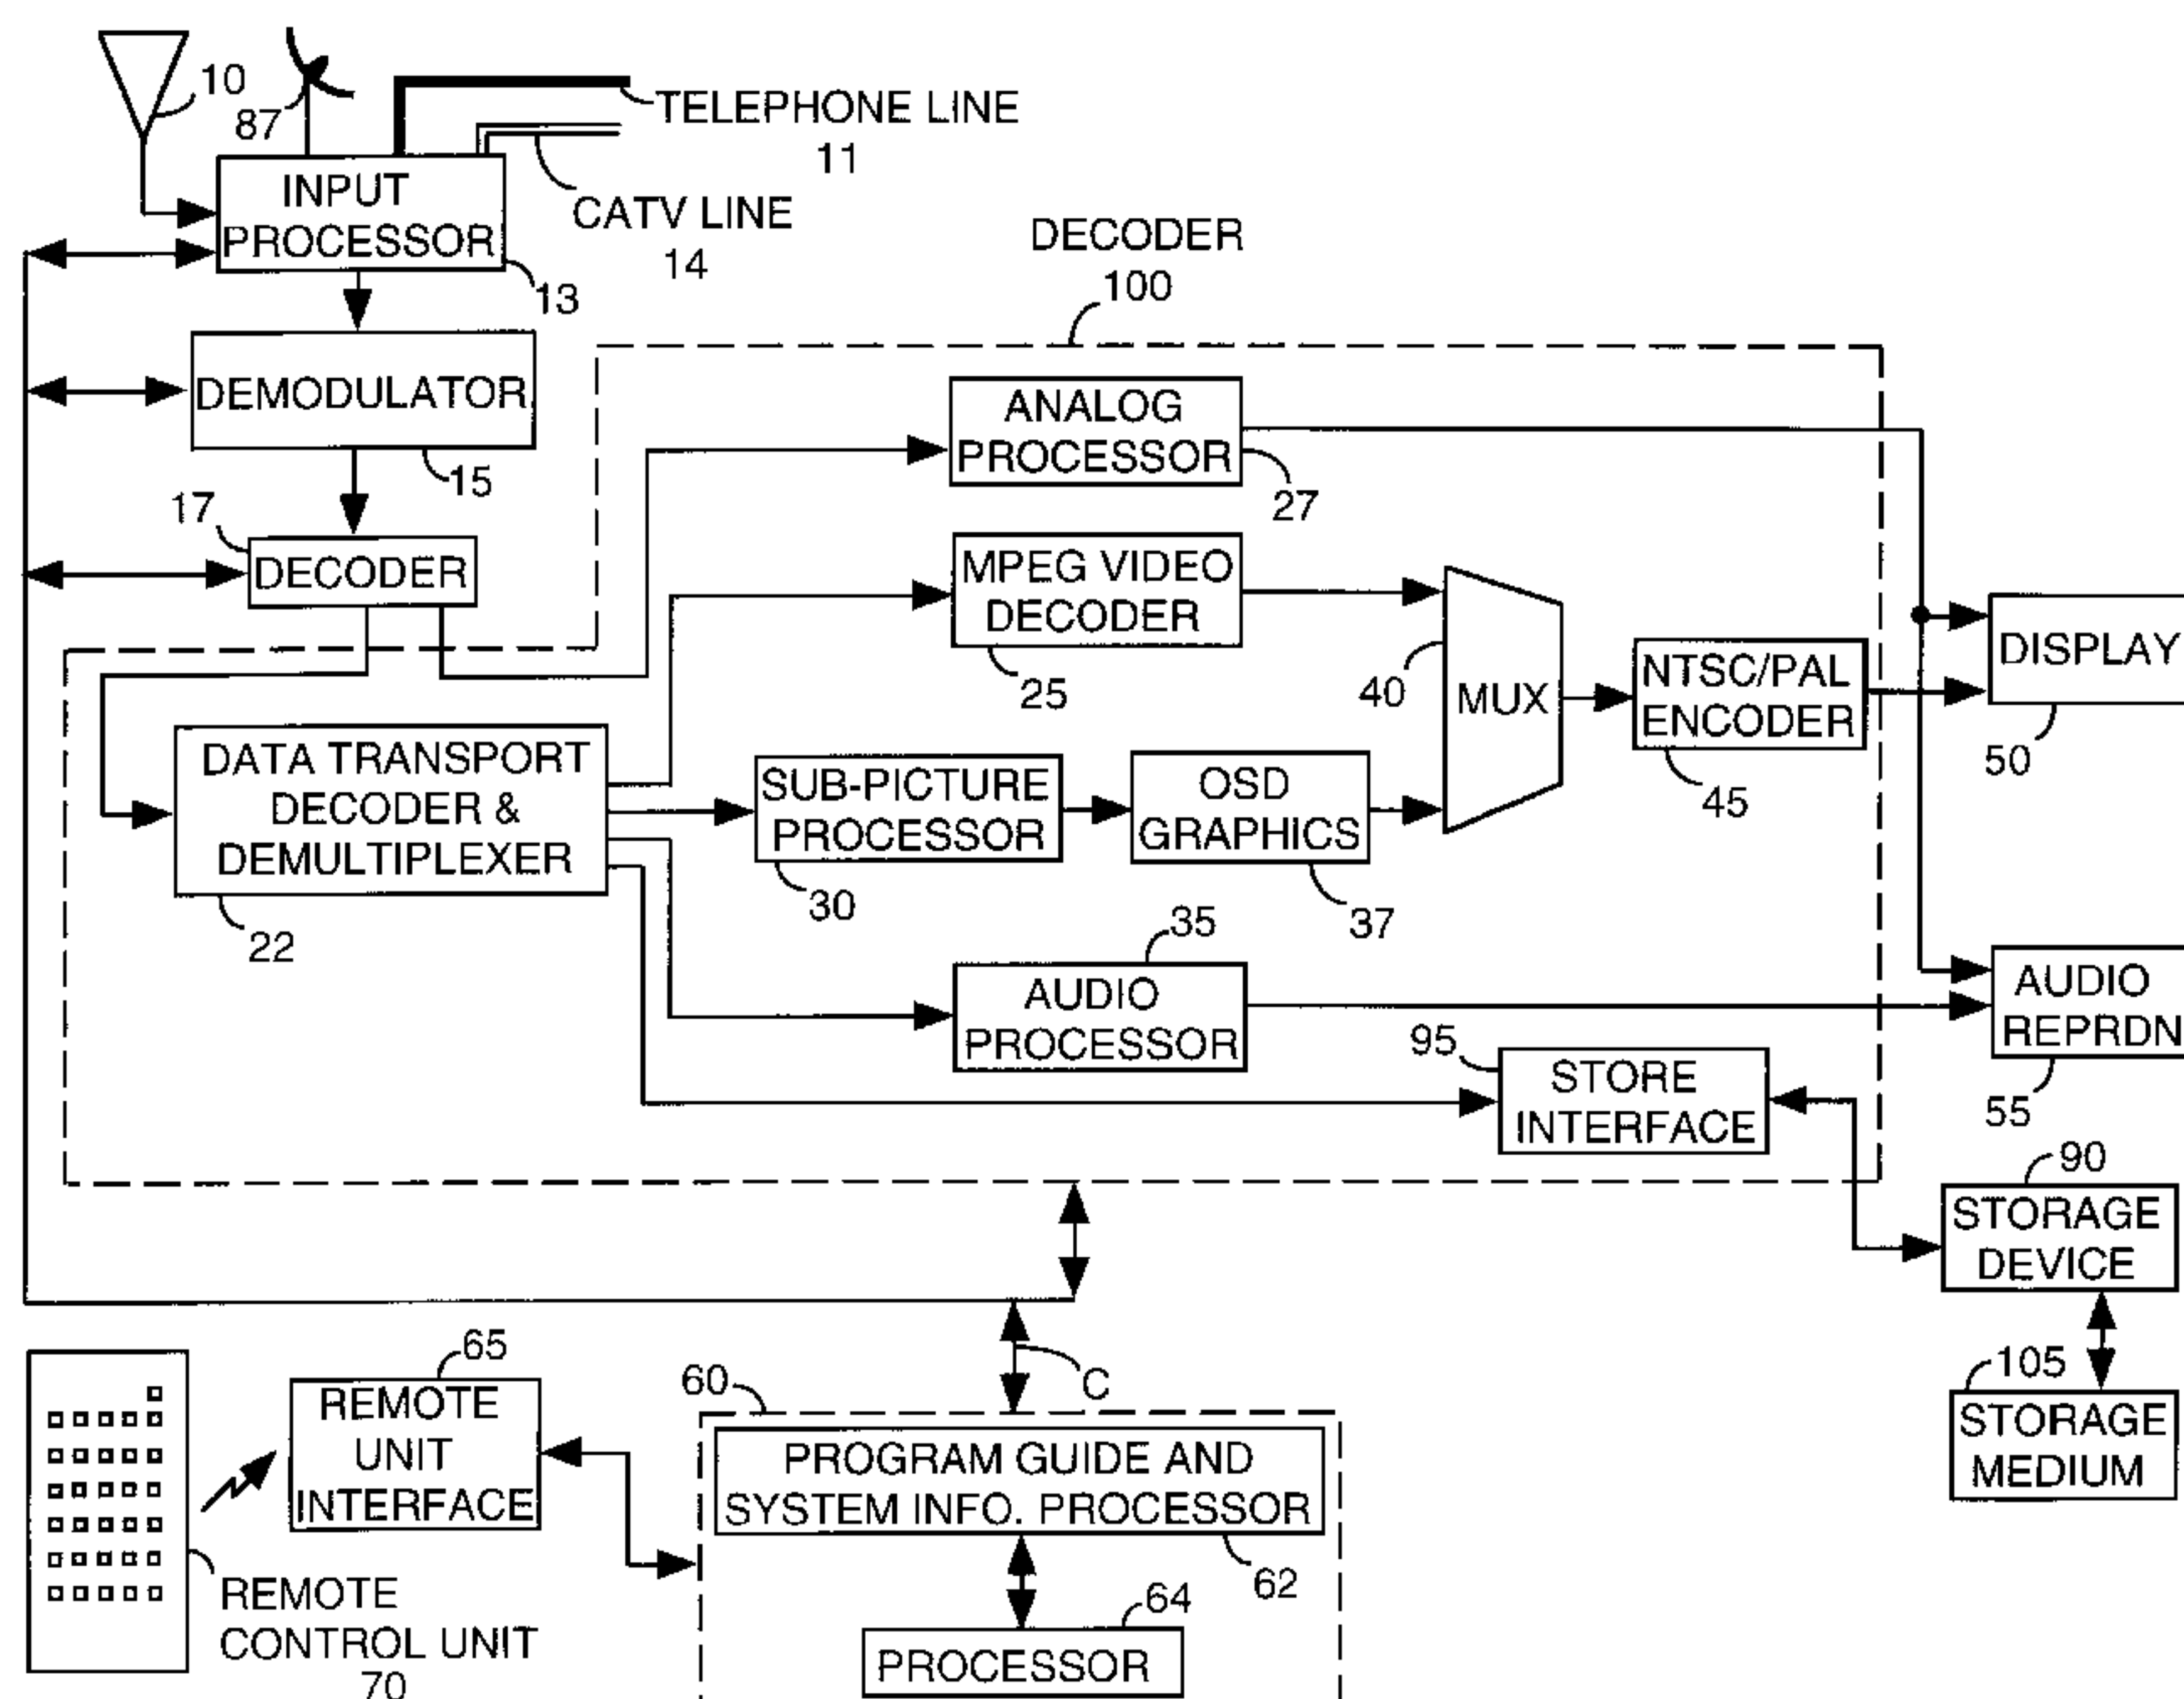 10
87
TELEPHONE LINE
11
INPUT
PROCESSOR
CATV LINE
14
13
DECODER
100
DEMODULATOR
15
ANALOG
PROCESSOR
27
17
DECODER
MPEG VIDEO
DECODER
25
40
MUX
NTSC/PAL
ENCODER
45
DISPLAY
50
DATA TRANSPORT
DECODER &
DEMULTIPLEXER
22
SUB-PICTURE
PROCESSOR
30
OSD
GRAPHICS
37
35
AUDIO
PROCESSOR
AUDIO
REPRDN
55
95
STORE
INTERFACE
90
STORAGE
DEVICE
105
STORAGE
MEDIUM
65
REMOTE
UNIT
INTERFACE
60
C
PROGRAM GUIDE AND
SYSTEM INFO. PROCESSOR
62
64
PROCESSOR
REMOTE
CONTROL UNIT
70